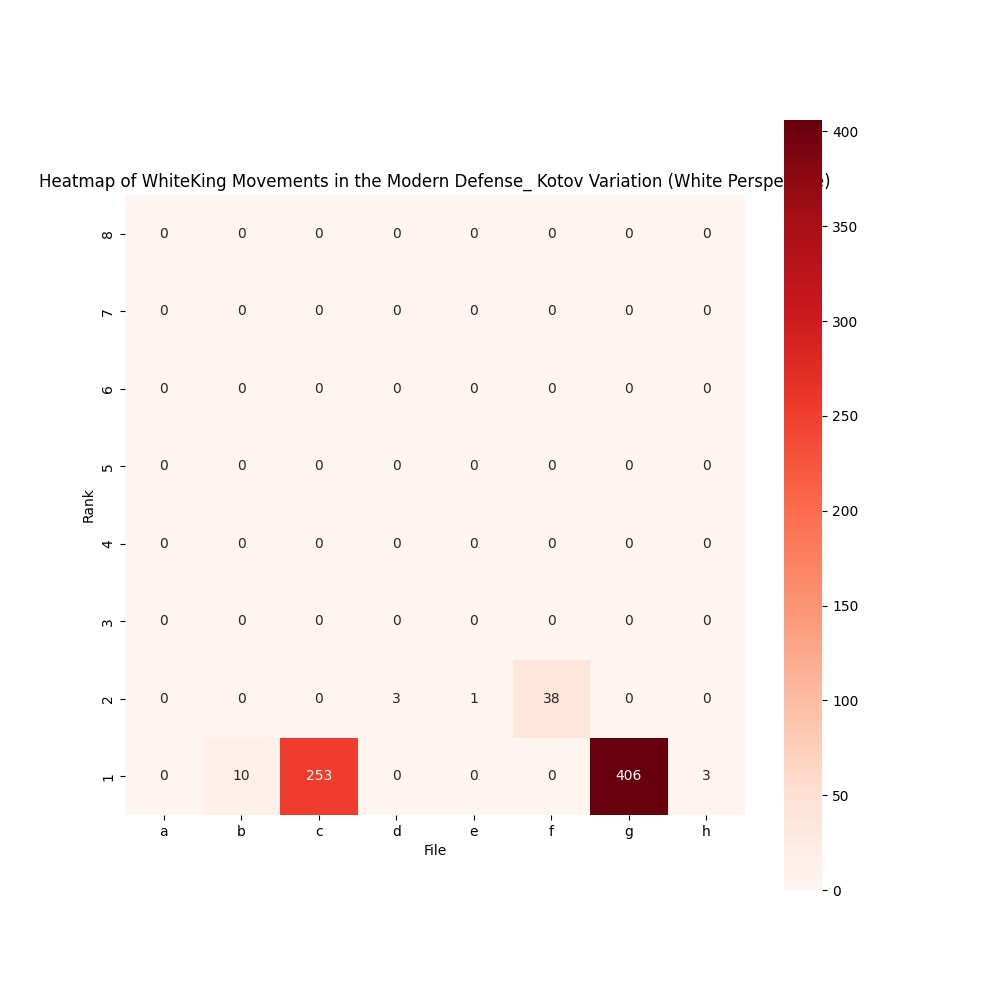 Heatmap of WhiteKing Movements in the Modern Defense_ Kotov Variation (White Perspe e)
400
350
300
250
200
150
100
50
0
8 0 0 0 0 0 0 0 0
7 0 0 0 0 0 0 0 0
6 0 0 0 0 0 0 0 0
5 0 0 0 0 0 0 0 0
4 0 0 0 0 0 0 0 0
3 0 0 0 0 0 0 0 0
2 0 0 0 3 1 38 0 0
1 0 10 253 0 0 0 406 3
a b c d e f g h
Rank
File